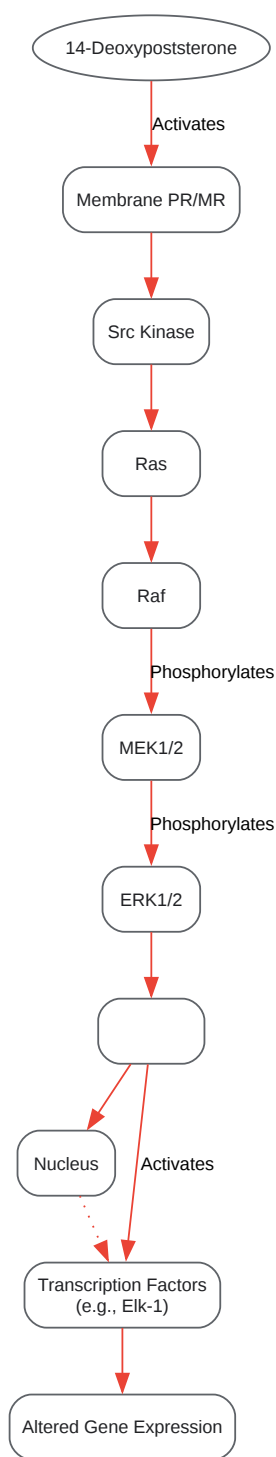 14-Deoxypoststerone
Activates
Membrane PR/MR
Src Kinase
Ras
Raf
Phosphorylates
MEK1/2
Phosphorylates
ERK1/2
Nucleus
Activates
Transcription Factors
(e.g., Elk-1)
Altered Gene Expression